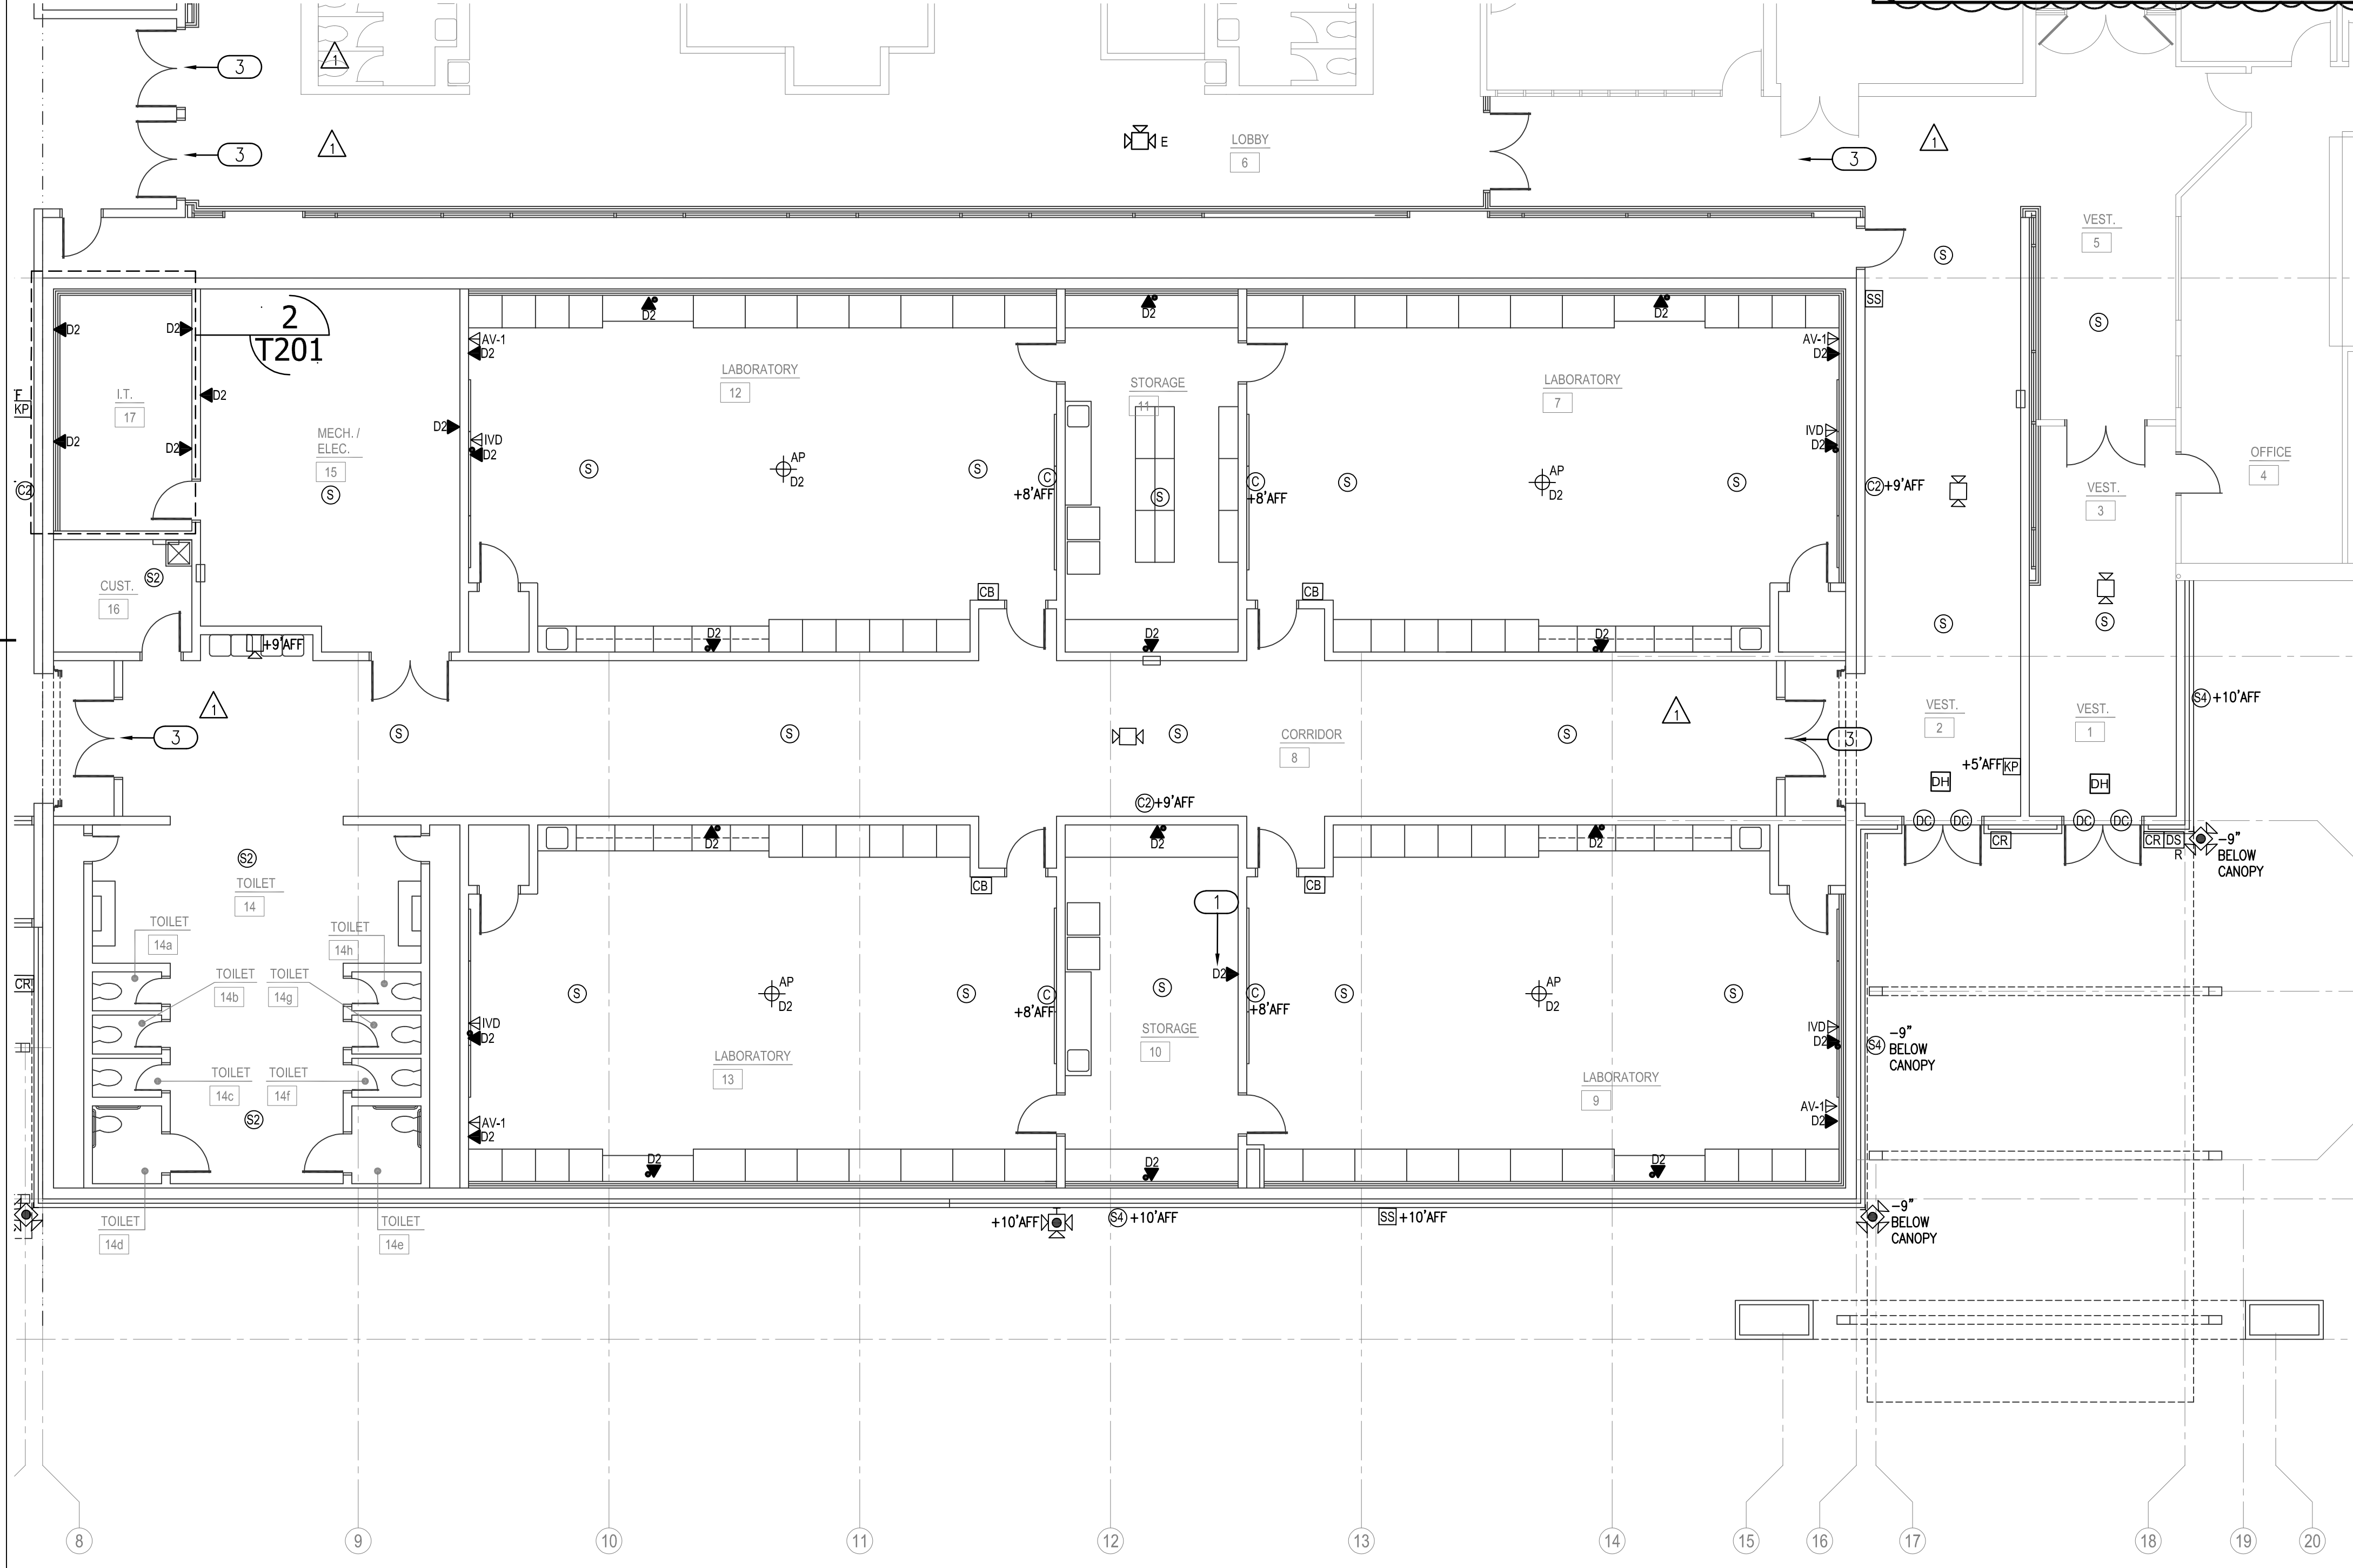 3
1
3
1
E
LOBBY
6
3
1
VEST.
5
S
SS
S
2
T201
D2
D2
D2
D2
D2
AV-1
D2
AV-1
D2
F
KP
I.T.
17
D2
LABORATORY
12
STORAGE
11
LABORATORY
7
MECH. /
ELEC.
15
D2
IVD
D2
IVD
D2
D2
D2
S
S
AP
D2
S
C
+8'AFF
S
C
+8'AFF
S
AP
D2
S
C2
C2
+9'AFF
OFFICE
4
VEST.
3
CUST.
16
S2
CB
CB
S
S
+9'AFF
D2
D2
D2
1
3
S
S
S
CORRIDOR
8
S
1
3
VEST.
2
VEST.
1
S4
+10'AFF
+5'AFF
KP
DH
DH
C2
+9'AFF
DC
DC
DC
DC
CR
CR
DS
R
-9"
BELOW
CANOPY
D2
D2
D2
S2
TOILET
14
CB
CB
1
TOILET
14a
TOILET
14h
TOILET
14b
TOILET
14g
CR
S
AP
D2
S
C
+8'AFF
S
D2
C
+8'AFF
S
AP
D2
S
IVD
D2
STORAGE
10
IVD
D2
S4
-9"
BELOW
CANOPY
LABORATORY
13
LABORATORY
9
TOILET
14c
TOILET
14f
S2
AV-1
D2
AV-1
D2
D2
D2
D2
TOILET
14d
TOILET
14e
+10'AFF
S4
+10'AFF
SS
+10'AFF
-9"
BELOW
CANOPY
8
9
10
11
12
13
14
15
16
17
18
19
20